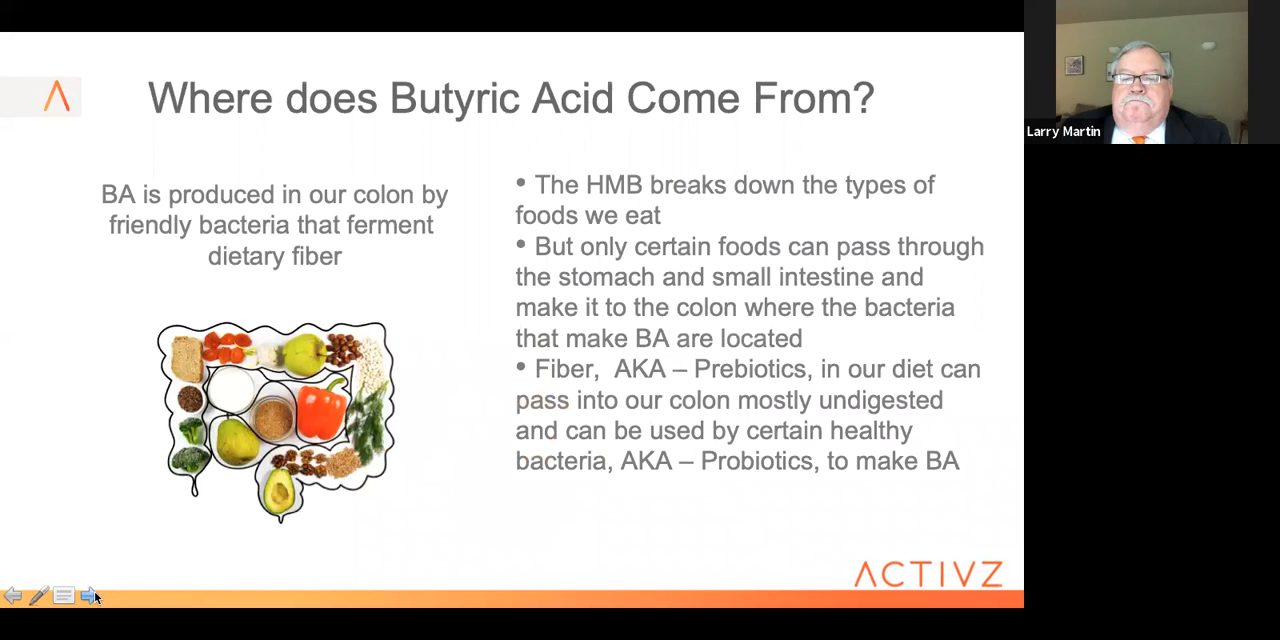 Where does Butyric Acid Come From?
BA is produced in our colon by
friendly bacteria that ferment
dietary fiber
• The HMB breaks down the types of
foods we eat
• But only certain foods can pass through
the stomach and small intestine and
make it to the colon where the bacteria
that make BA are located
• Fiber,  AKA – Prebiotics, in our diet can
pass into our colon mostly undigested
and can be used by certain healthy
bacteria, AKA – Probiotics, to make BA
ACTIVZ
Larry Martin